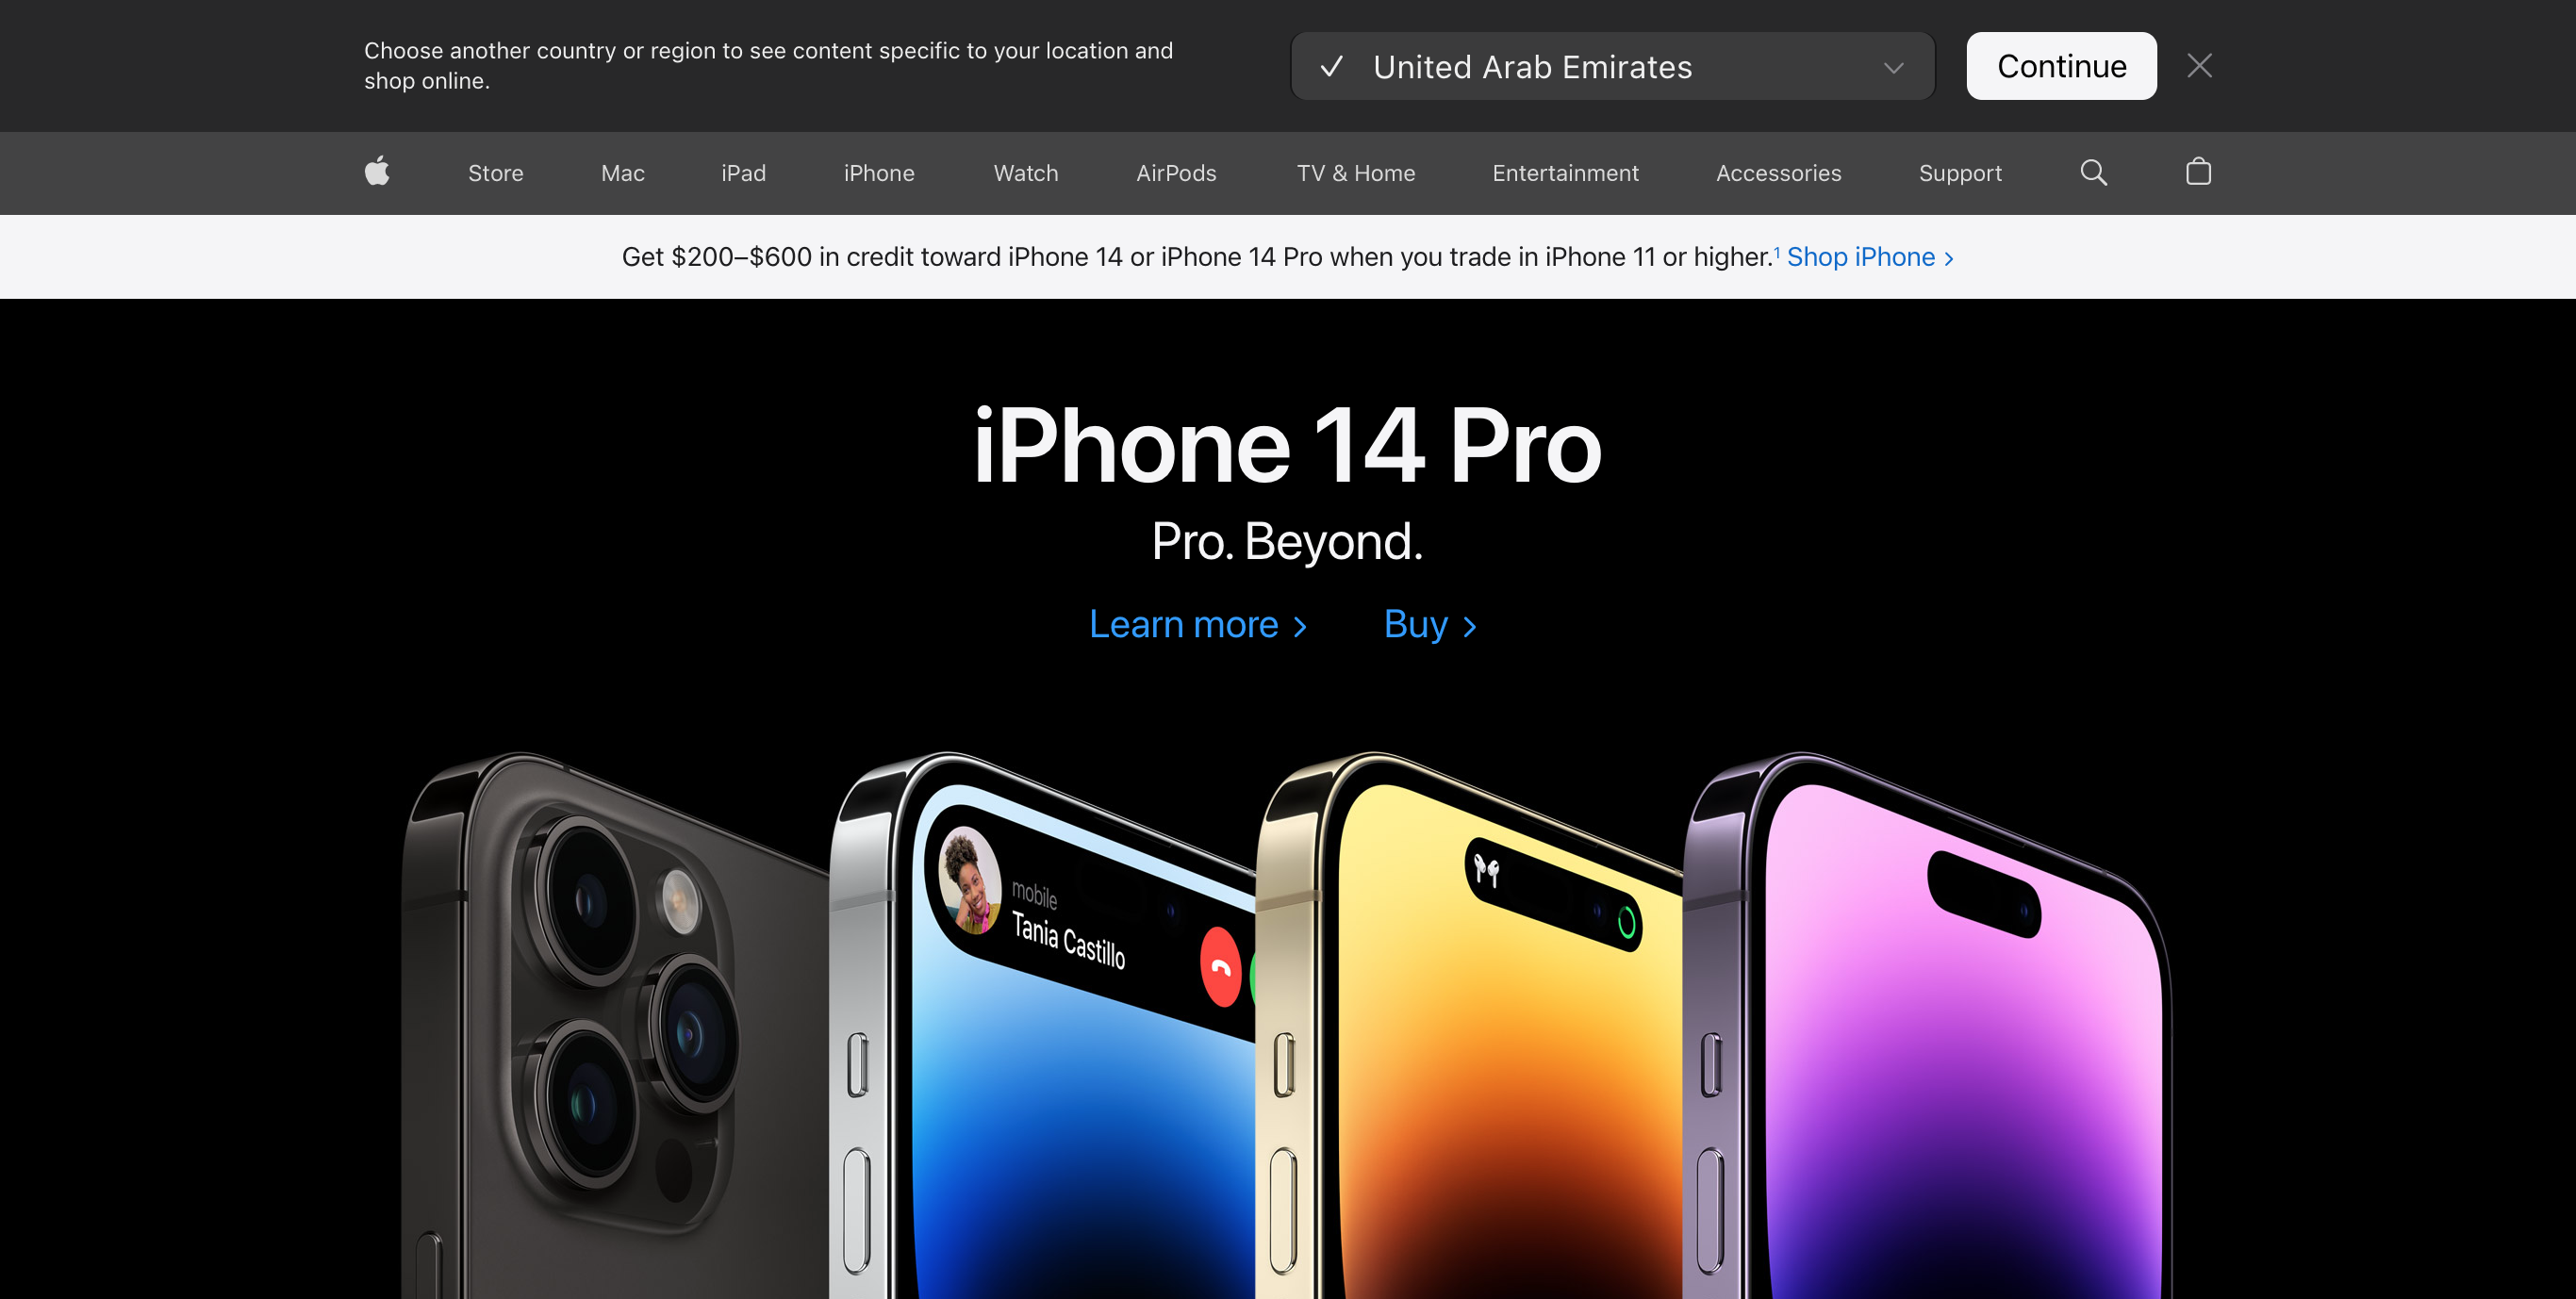 Choose another country or region to see content specific to your location and
shop online.
United Arab Emirates
Continue
Store Mac iPad iPhone Watch AirPods TV & Home Entertainment Accessories Support
Get $200–$600 in credit toward iPhone 14 or iPhone 14 Pro when you trade in iPhone 11 or higher.¹ Shop iPhone >
iPhone 14 Pro
Pro. Beyond.
Learn more > Buy >
mobile
Tania Castillo